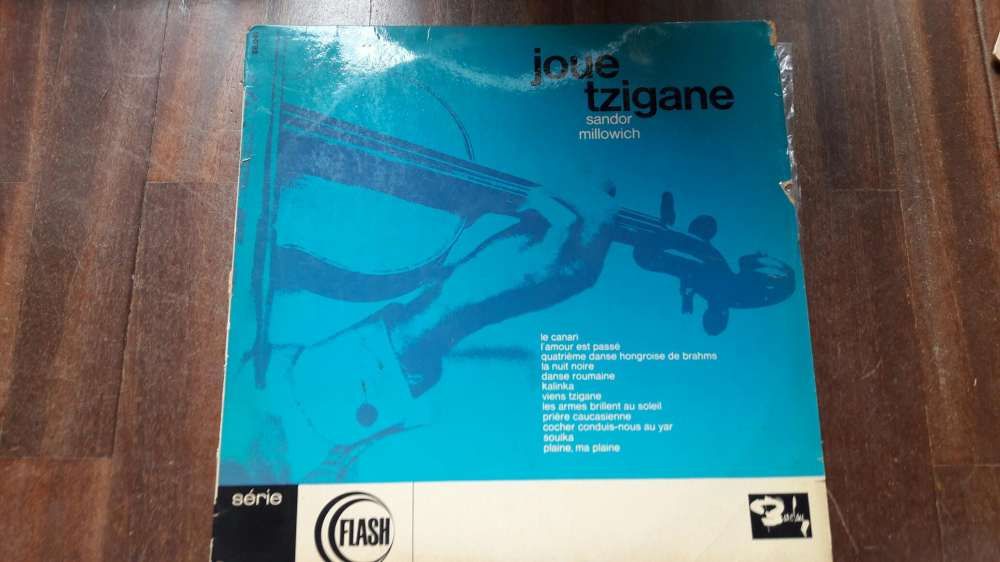 joue
tzigane
sandor
millowich
le canari
l'amour est passé
quatrième danse hongroise de brahms
la nuit noire
danse roumaine
kalinka
viens tzigane
les armes brillent au soleil
prière caucasienne
cocher conduis-nous au yar
souika
plaine, ma plaine
série
FLASH
Barclay